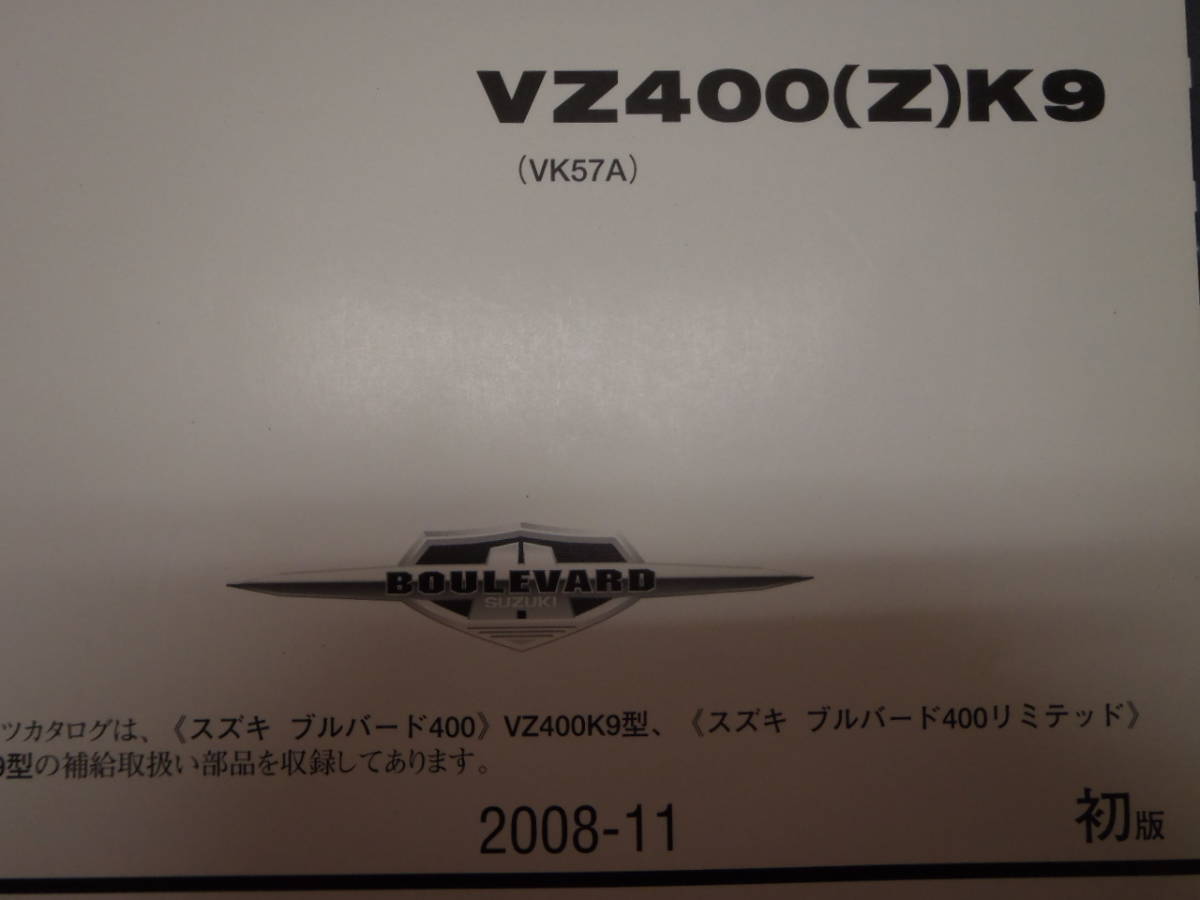 VZ400(Z)K9
(VK57A)
BOULEVARD
SUZUKI
ツカタログは、《スズキ ブルバード400》VZ400K9型、《スズキ ブルバード400リミテッド》
9型の補給取扱い部品を収録してあります。
2008-11 初版